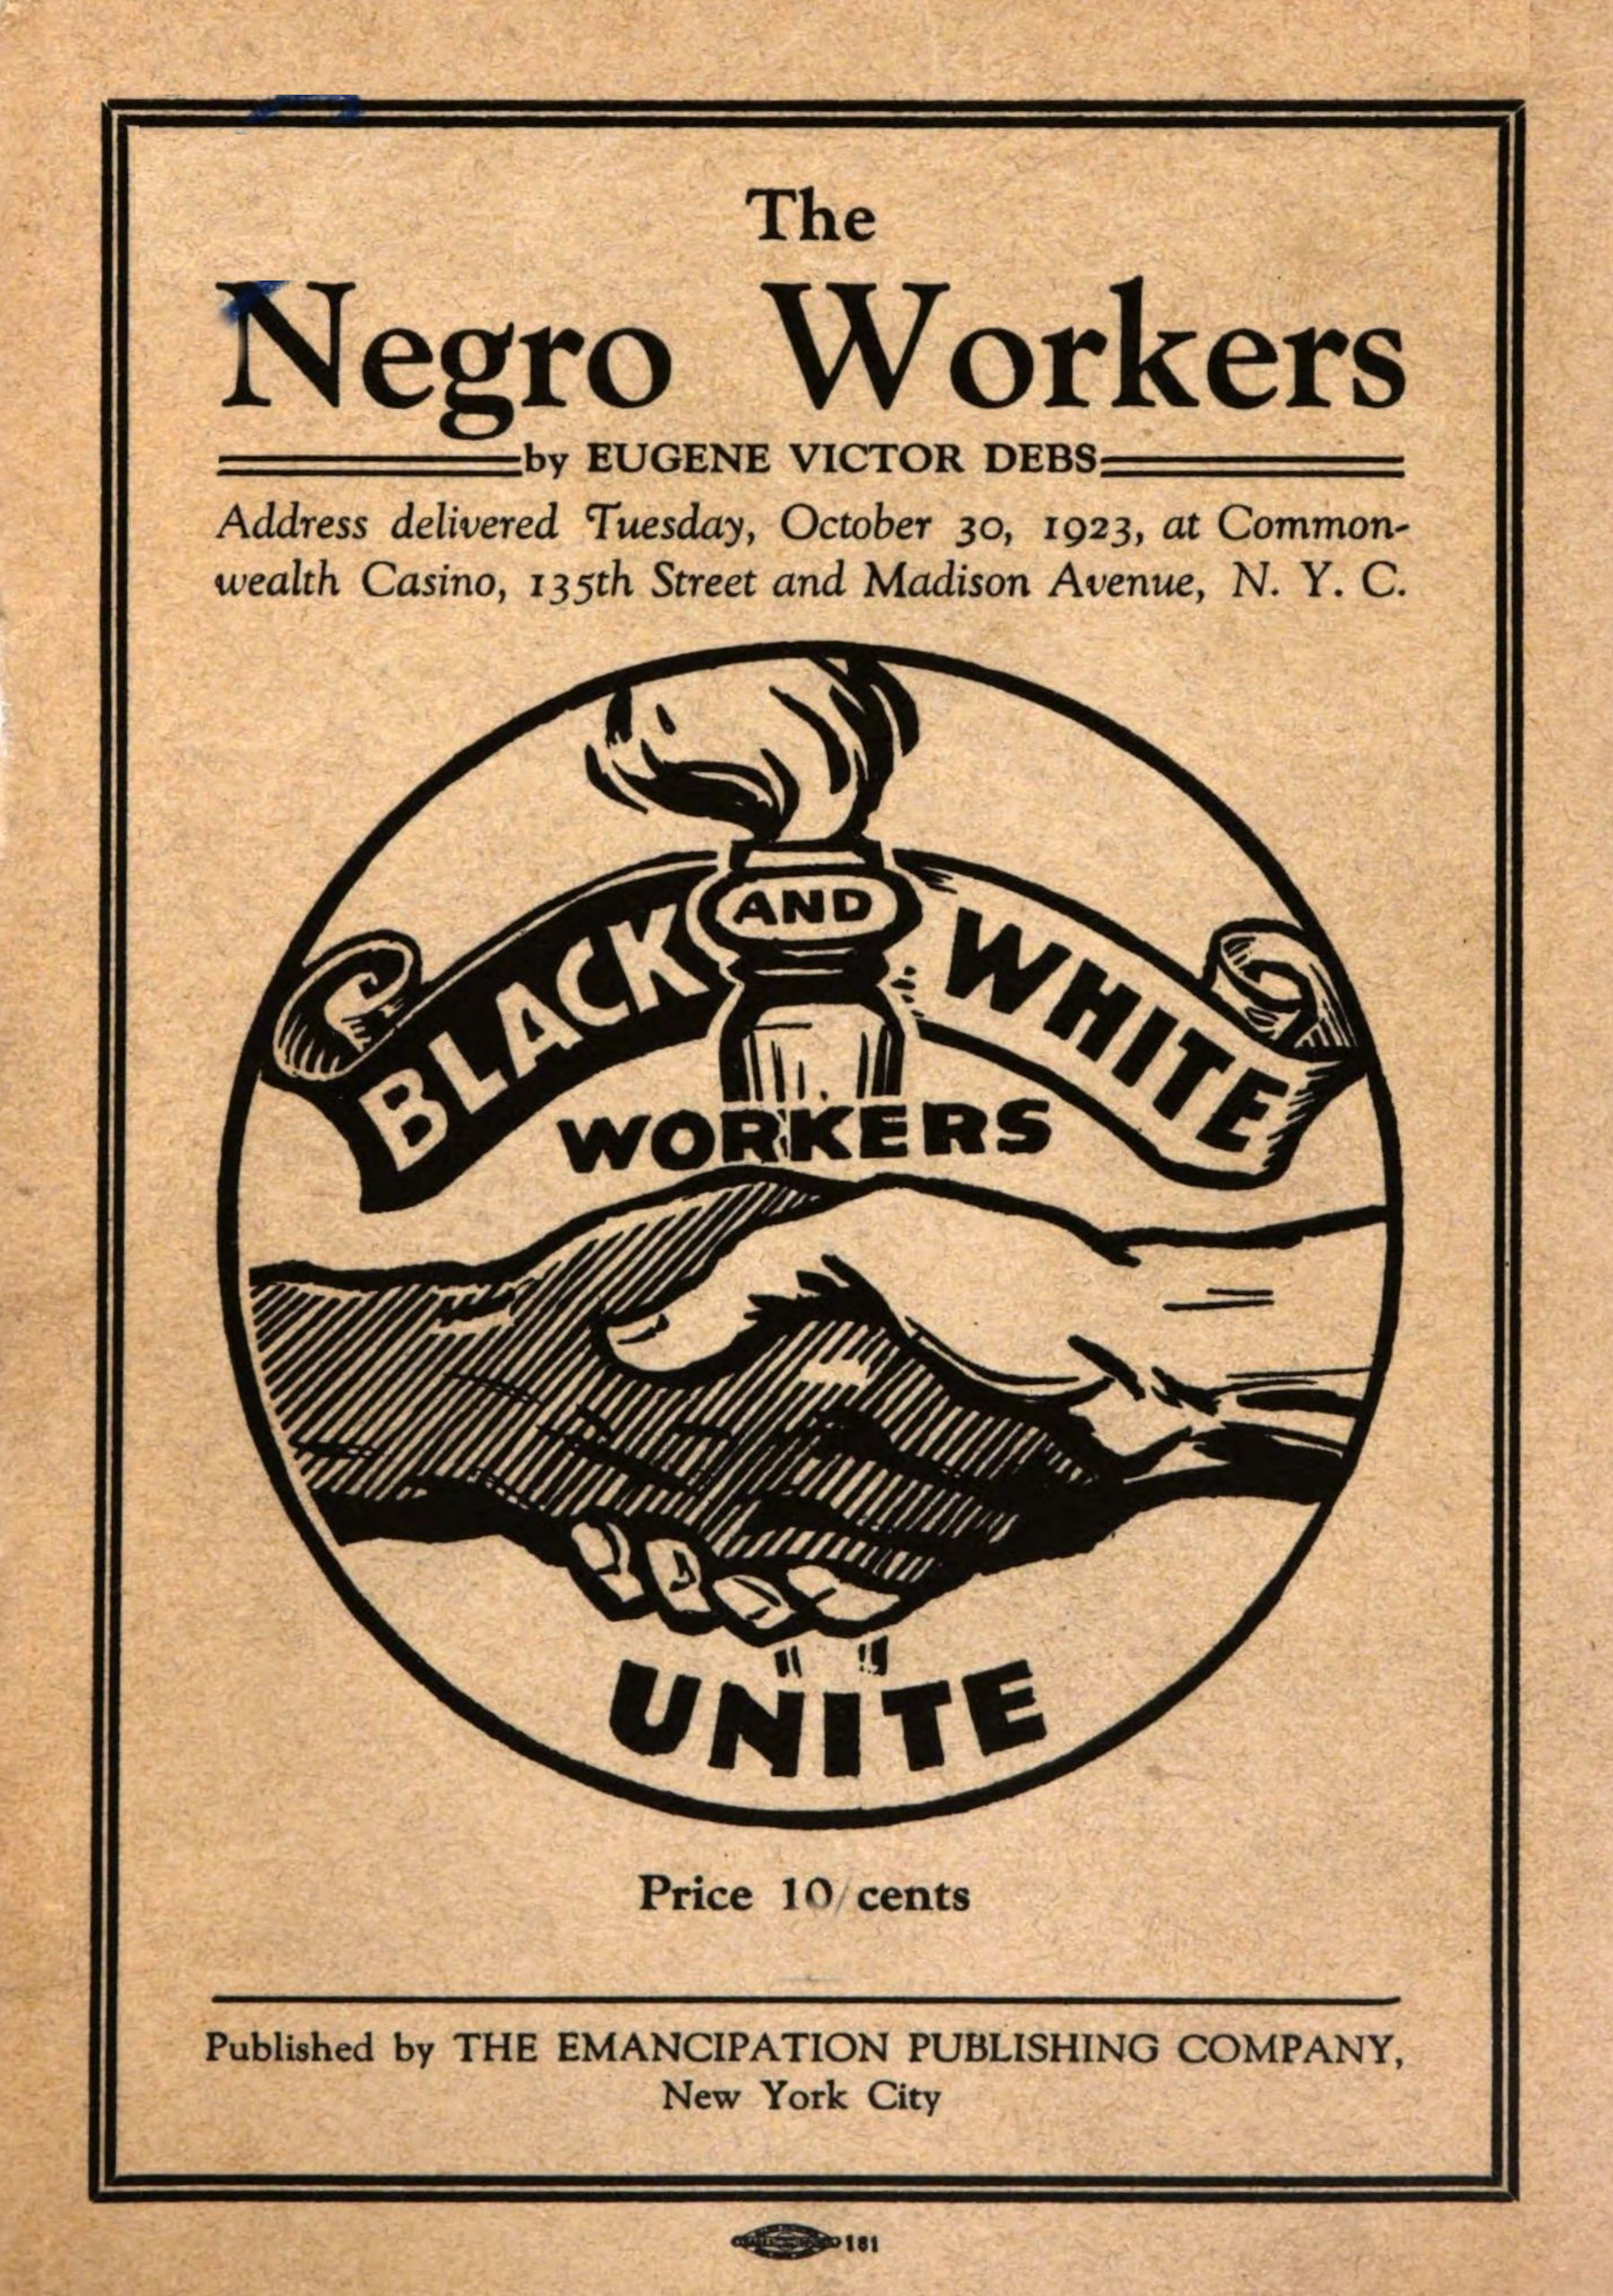 The
Negro Workers
by EUGENE VICTOR DEBS
Address delivered Tuesday, October 30, 1923, at Common-
wealth Casino, 135th Street and Madison Avenue, N. Y. C.
BLACK AND WHITE
WORKERS
UNITE
Price 10 cents
Published by THE EMANCIPATION PUBLISHING COMPANY,
New York City
181